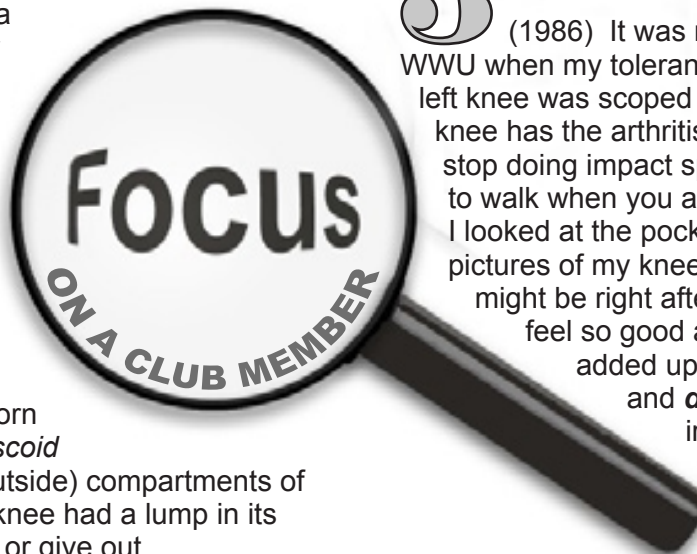 a
orn
scoid
utside) compartments of
knee had a lump in its
or give out
Focus
ON A CLUB MEMBER
(1986) It was
WWU when my toleran
left knee was scoped
knee has the arthritis
stop doing impact s
to walk when you a
I looked at the pock
pictures of my knee
might be right afte
feel so good a
added up
and
i